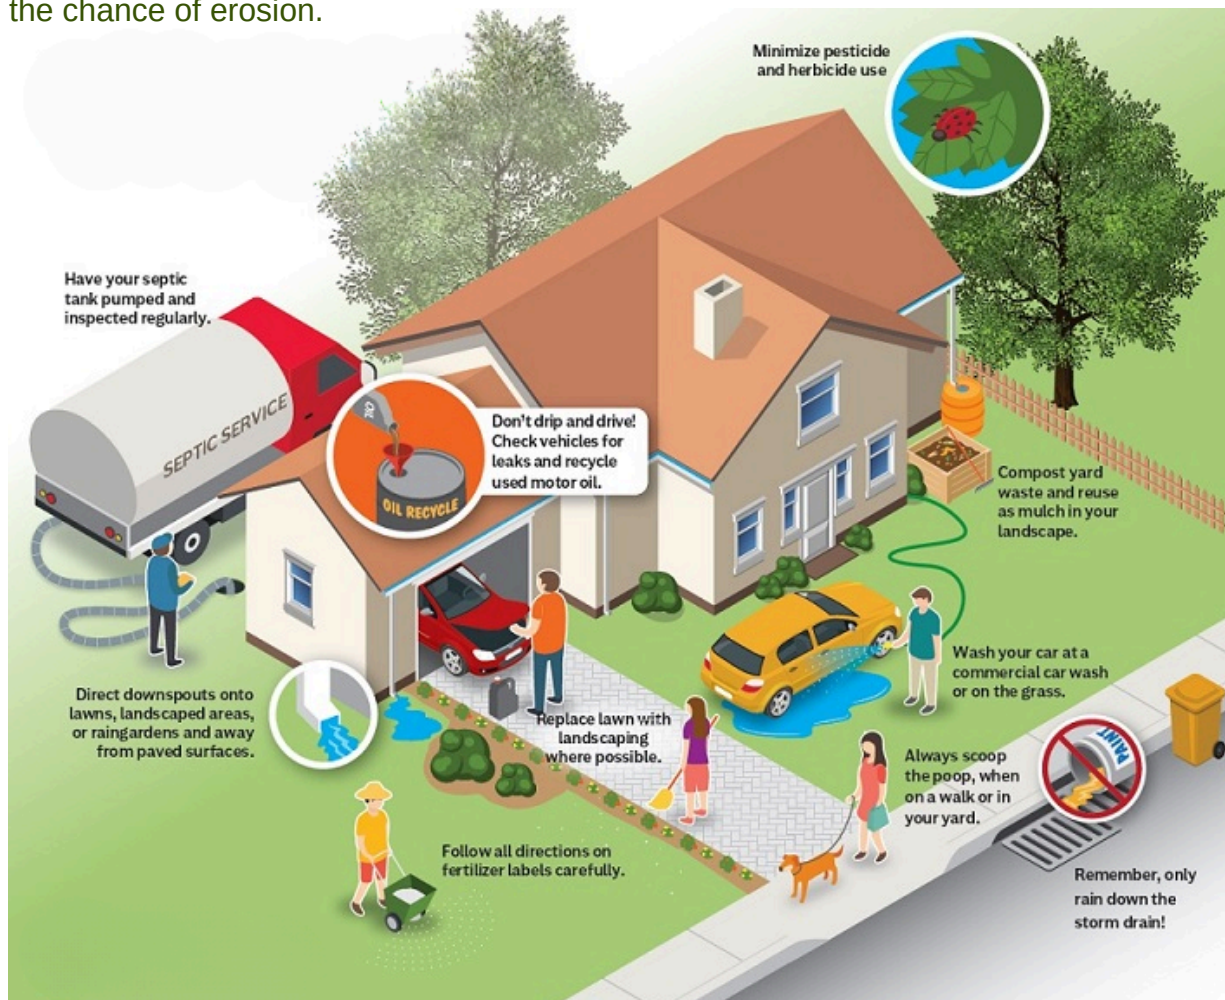 the chance of erosion.
Minimize pesticide
and herbicide use
Have your septic
tank pumped and
inspected regularly.
SEPTIC SERVICE
OIL
OIL RECYCLE
Don't drip and drive!
Check vehicles for
leaks and recycle
used motor oil.
Compost yard
waste and reuse
as mulch in your
landscape.
Wash your car at a
commercial car wash
or on the grass.
Direct downspouts onto
lawns, landscaped areas,
or raingardens and away
from paved surfaces.
Replace lawn with
landscaping
where possible.
Always scoop
the poop, when
on a walk or in
your yard.
PAINT
Follow all directions on
fertilizer labels carefully.
Remember, only
rain down the
storm drain!